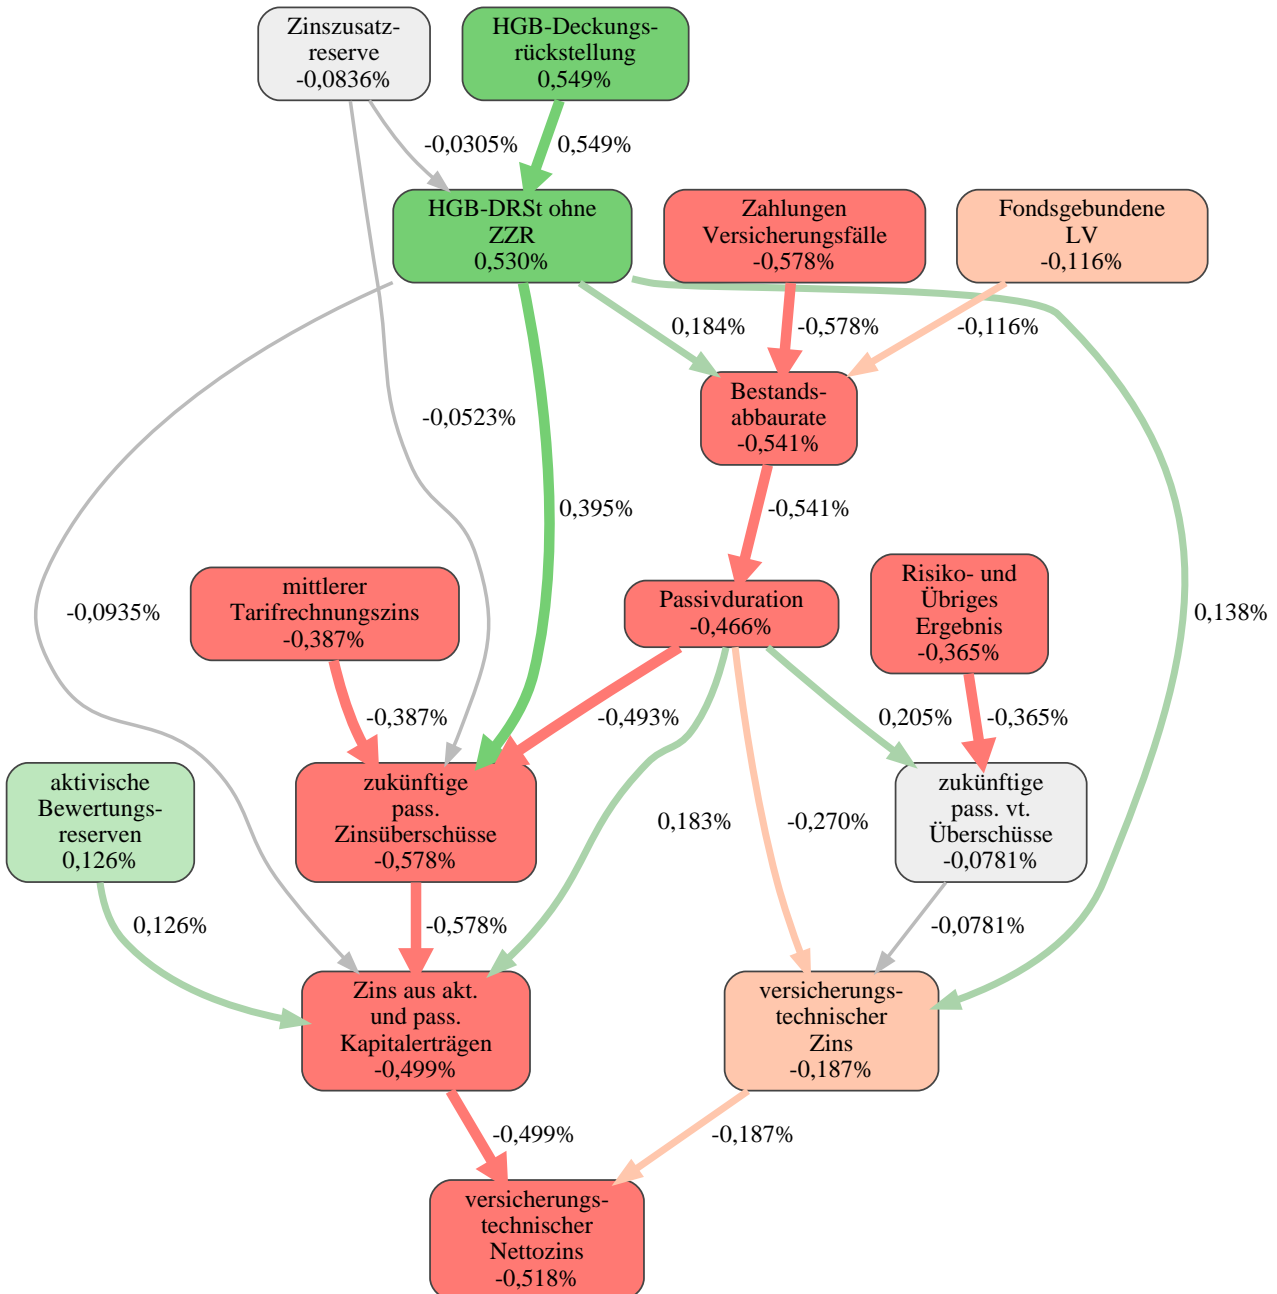 Zinszusatz-
reserve
-0,0836%
HGB-Deckungs-
rückstellung
0,549%
-0,0305%
0,549%
HGB-DRSt ohne
ZZR
0,530%
Zahlungen
Versicherungsfälle
-0,578%
Fondsgebundene
LV
-0,116%
0,184%
-0,578%
-0,116%
Bestands-
abbaurate
-0,541%
-0,0523%
0,395%
-0,541%
mittlerer
Tarifrechnungszins
-0,387%
Passivduration
-0,466%
Risiko- und
Übriges
Ergebnis
-0,365%
-0,0935%
0,138%
-0,387%
-0,493%
0,205%
-0,365%
aktivische
Bewertungs-
reserven
0,126%
zukünftige
pass.
Zinsüberschüsse
-0,578%
0,183%
-0,270%
zukünftige
pass. vt.
Überschüsse
-0,0781%
0,126%
-0,578%
-0,0781%
Zins aus akt.
und pass.
Kapitalerträgen
-0,499%
versicherungs-
technischer
Zins
-0,187%
-0,499%
-0,187%
versicherungs-
technischer
Nettozins
-0,518%